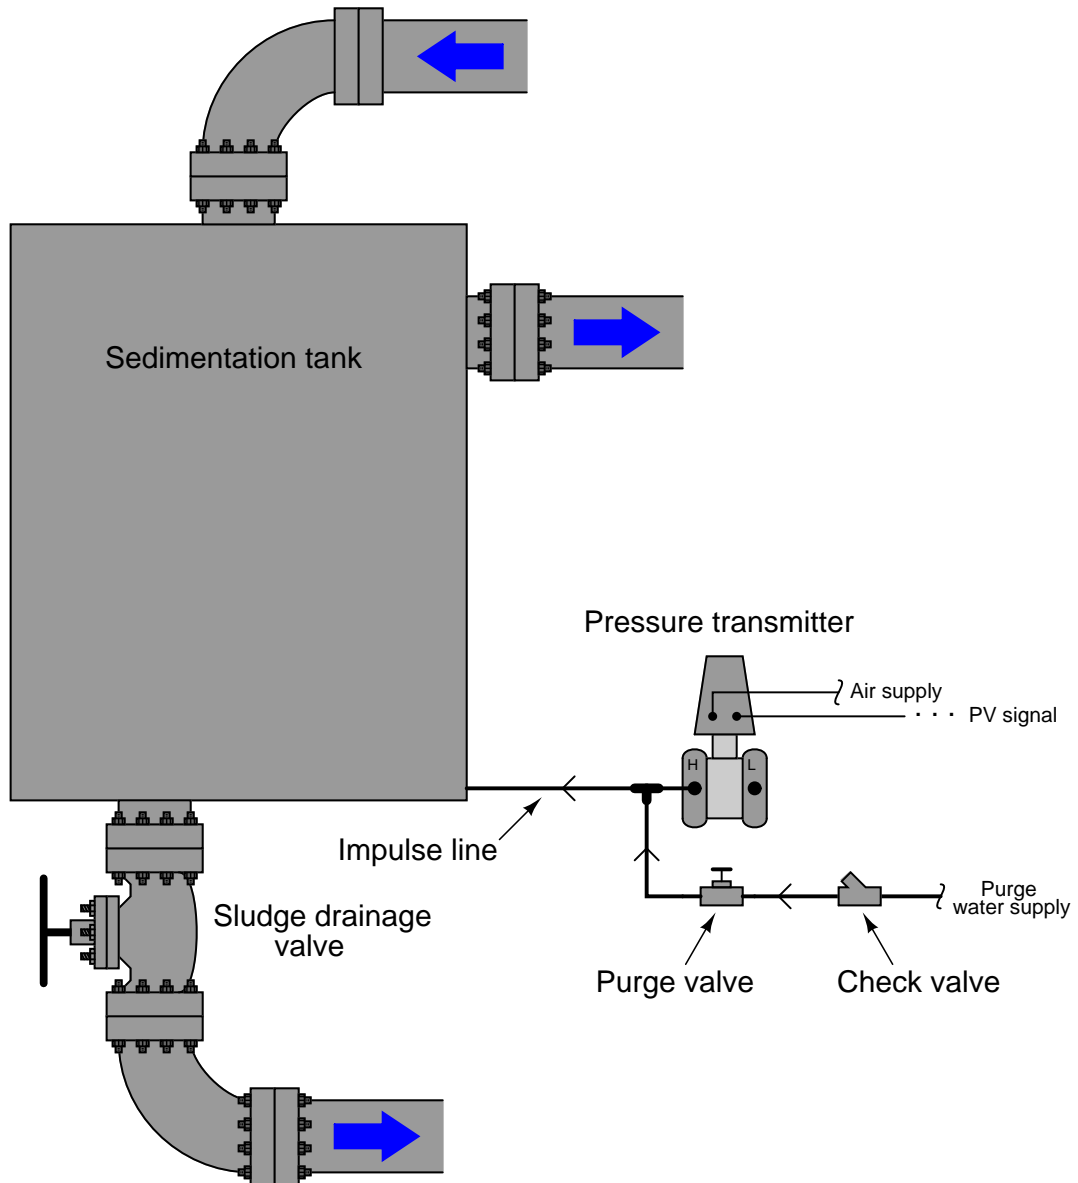 Sedimentation tank
Pressure transmitter
Air supply
PV signal
H
L
Impulse line
Purge
water supply
Sludge drainage
valve
Purge valve
Check valve